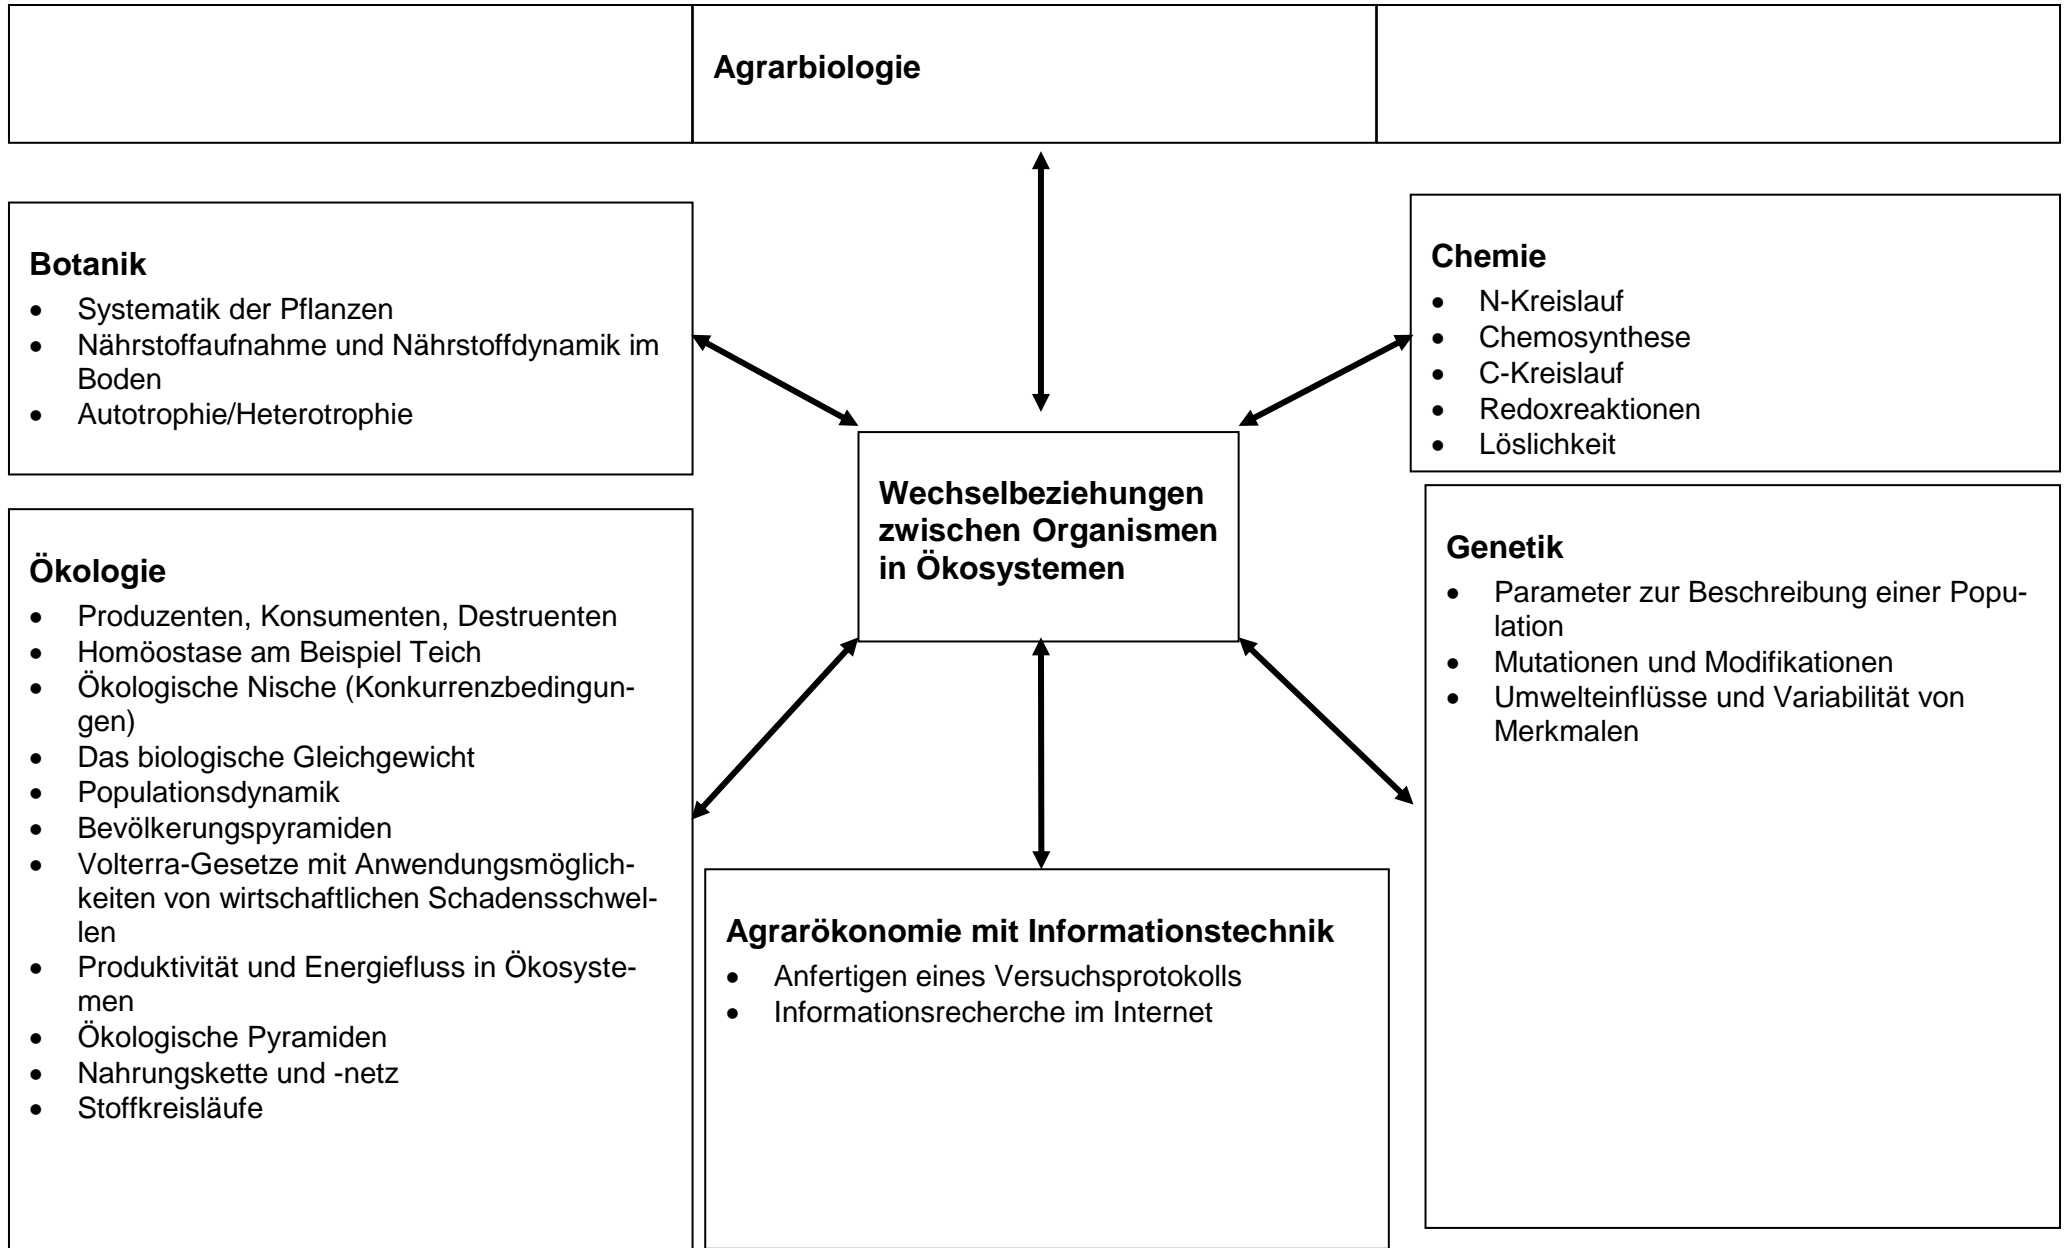 Agrarbiologie
Botanik
• Systematik der Pflanzen
• Nährstoffaufnahme und Nährstoffdynamik im
Boden
• Autotrophie/Heterotrophie
Chemie
• N-Kreislauf
• Chemosynthese
• C-Kreislauf
• Redoxreaktionen
• Löslichkeit
Wechselbeziehungen
zwischen Organismen
in Ökosystemen
Ökologie
• Produzenten, Konsumenten, Destruenten
• Homöostase am Beispiel Teich
• Ökologische Nische (Konkurrenzbedingun-
gen)
• Das biologische Gleichgewicht
• Populationsdynamik
• Bevölkerungspyramiden
• Volterra-Gesetze mit Anwendungsmöglich-
keiten von wirtschaftlichen Schadensschwel-
len
• Produktivität und Energiefluss in Ökosyste-
men
• Ökologische Pyramiden
• Nahrungskette und -netz
• Stoffkreisläufe
Genetik
• Parameter zur Beschreibung einer Popu-
lation
• Mutationen und Modifikationen
• Umwelteinflüsse und Variabilität von
Merkmalen
Agrarökonomie mit Informationstechnik
• Anfertigen eines Versuchsprotokolls
• Informationsrecherche im Internet